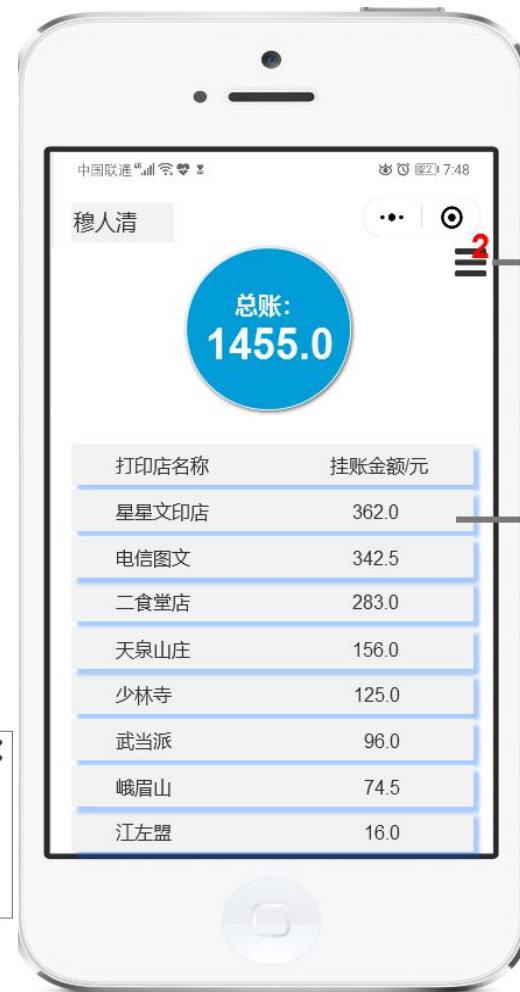 中国联通 46 22 7:48
穆人清
2
总账：
1455.0
打印店名称 挂账金额/元
星星文印店 362.0
电信图文 342.5
二食堂店 283.0
天泉山庄 156.0
少林寺 125.0
武当派 96.0
峨眉山 74.5
江左盟 16.0